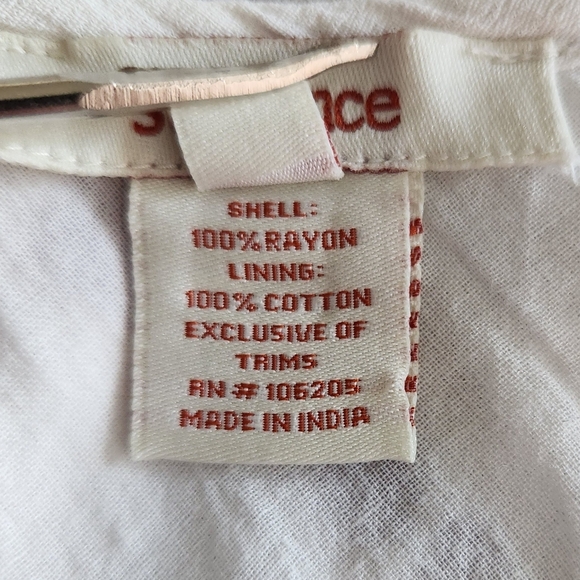 SHELL:
100% RAYON
LINING:
100% COTTON
EXCLUSIVE OF
TRIMS
RN # 106205
MADE IN INDIA